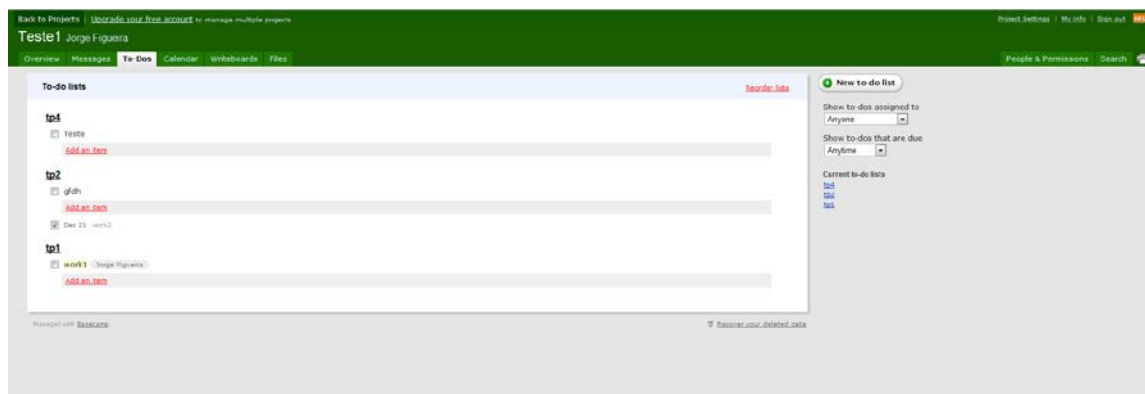 Back to Projects | Upgrade your free account to manage multiple projects
Project Settings | My info | Sign out
Teste1 Jorge Figueira
Overview Messages To-Dos Calendar Writeboards Files
People & Permissions Search
To-do lists
Reorder lists
tp4
Teste
Add an item
tp2
gfdh
Add an item
Dec 21 work2
tp1
work1 Jorge Figueira
Add an item
Managed with Basecamp
Recover your deleted data
New to-do list
Show to-dos assigned to
Anyone
Show to-dos that are due
Anytime
Current to-do lists
tp4
tp2
tp1